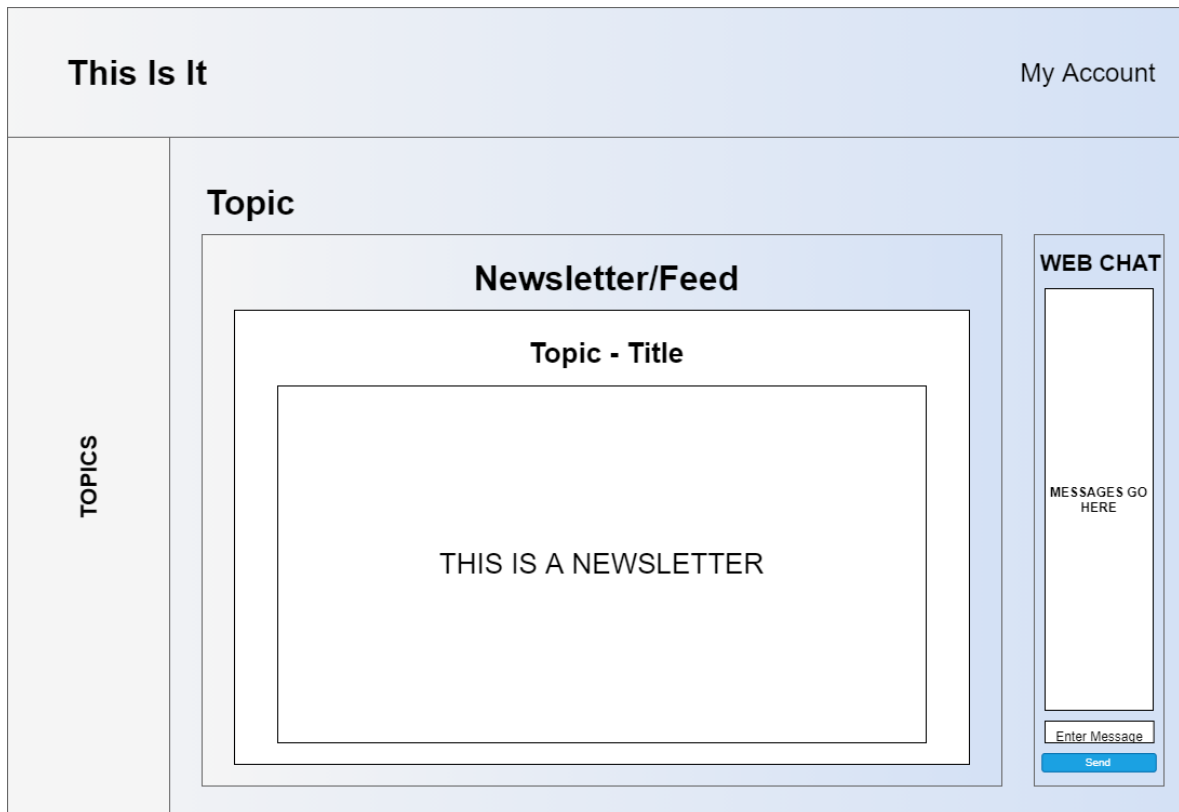 This Is It
My Account
TOPICS
Topic
Newsletter/Feed
Topic - Title
THIS IS A NEWSLETTER
WEB CHAT
MESSAGES GO
HERE
Enter Message
Send